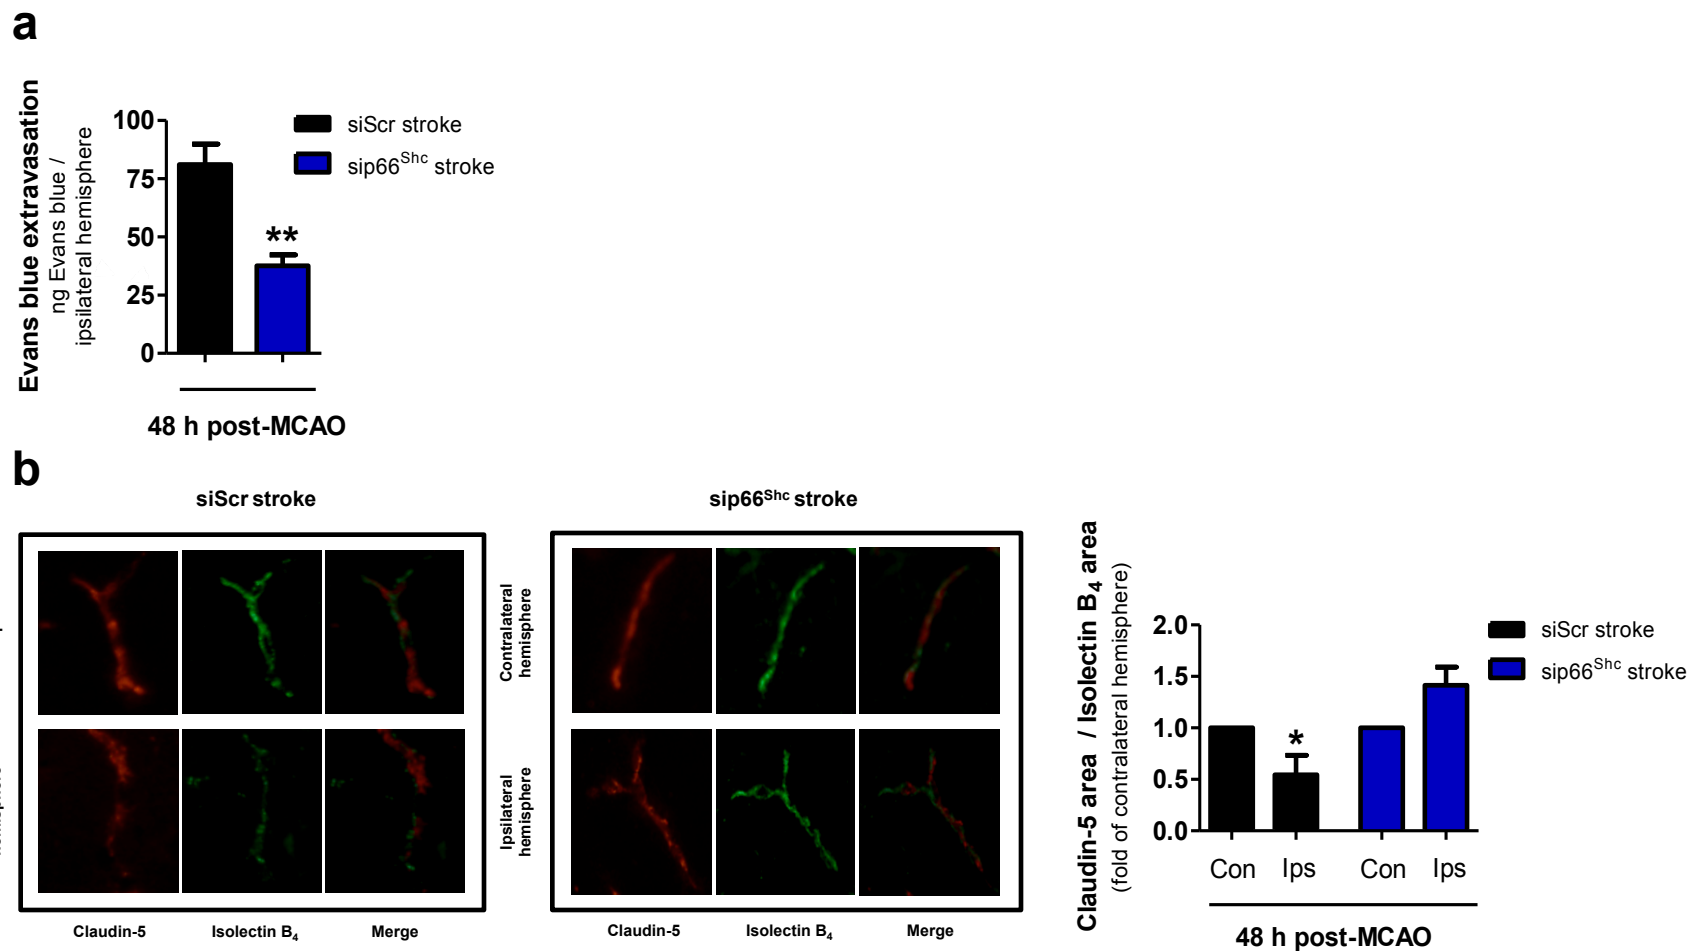 a
Evans blue extravasation
ng Evans blue /
ipsilateral hemisphere
100
75
50
25
0
**
siScr stroke
sip66Shc stroke
48 h post-MCAO
b
siScr stroke
sip66Shc stroke
Contralateral
hemisphere
Ipsilateral
hemisphere
Claudin-5 Isolectin B4 Merge
Claudin-5 Isolectin B4 Merge
Claudin-5 area / Isolectin B4 area
(fold of contralateral hemisphere)
2.0
1.5
1.0
0.5
0.0
*
siScr stroke
sip66Shc stroke
Con Ips Con Ips
48 h post-MCAO